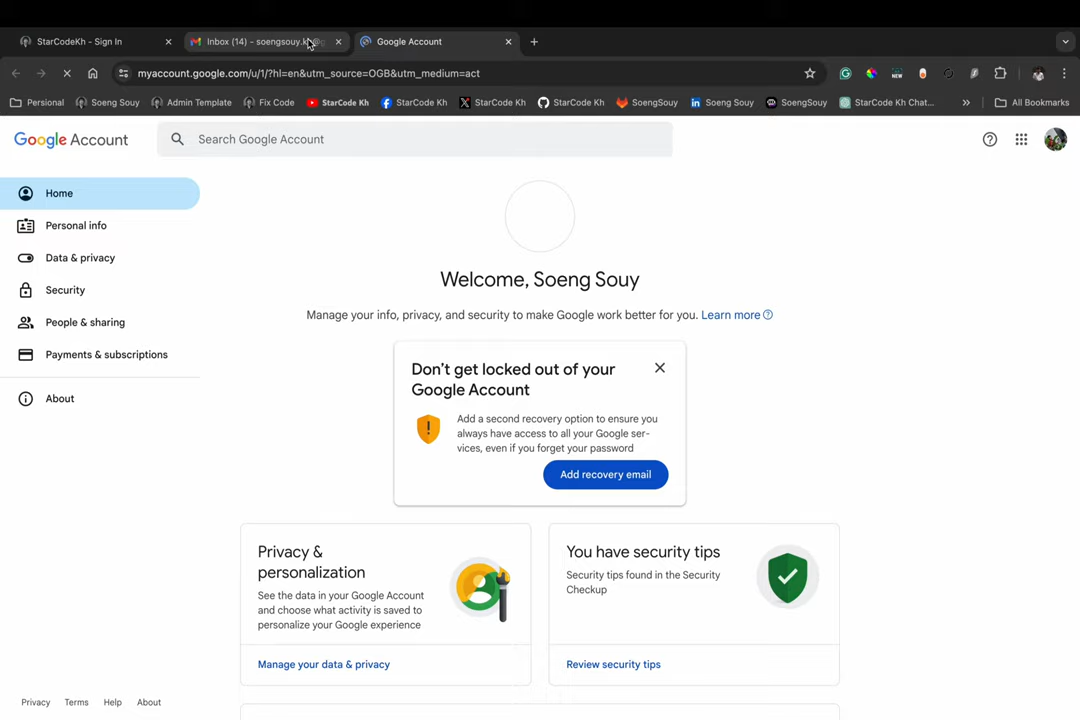 StarCodeKh - Sign In
Inbox (14) - soengsouy.k
Google Account
myaccount.google.com/u/1/?hl=en&utm_source=OGB&utm_medium=act
Persional
Soeng Souy
Admin Template
Fix Code
StarCode Kh
StarCode Kh
StarCode Kh
StarCode Kh
SoengSouy
Soeng Souy
SoengSouy
StarCode Kh Chat...
»
All Bookmarks
Google Account
Search Google Account
Home
Personal info
Data & privacy
Security
People & sharing
Payments & subscriptions
About
Welcome, Soeng Souy
Manage your info, privacy, and security to make Google work better for you. Learn more
Don't get locked out of your
Google Account
Add a second recovery option to ensure you
always have access to all your Google ser-
vices, even if you forget your password
Add recovery email
Privacy &
personalization
See the data in your Google Account
and choose what activity is saved to
personalize your Google experience
Manage your data & privacy
You have security tips
Security tips found in the Security
Checkup
Review security tips
Privacy
Terms
Help
About